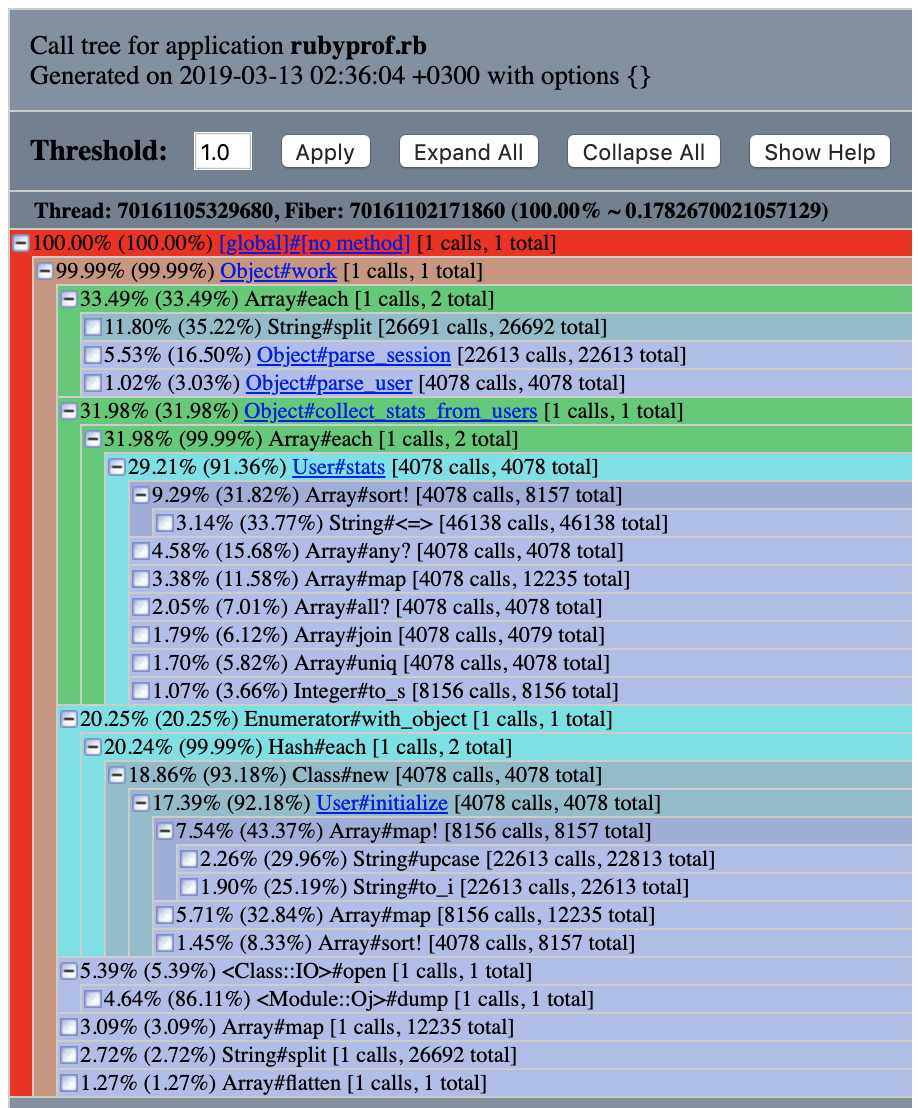 Call tree for application rubyprof.rb
Generated on 2019-03-13 02:36:04 +0300 with options {}
Threshold: 1.0 Apply Expand All Collapse All Show Help
Thread: 70161105329680, Fiber: 70161102171860 (100.00% ~ 0.1782670021057129)
100.00% (100.00%) [global]#[no method] [1 calls, 1 total]
99.99% (99.99%) Object#work [1 calls, 1 total]
33.49% (33.49%) Array#each [1 calls, 2 total]
11.80% (35.22%) String#split [26691 calls, 26692 total]
5.53% (16.50%) Object#parse_session [22613 calls, 22613 total]
1.02% (3.03%) Object#parse_user [4078 calls, 4078 total]
31.98% (31.98%) Object#collect_stats_from_users [1 calls, 1 total]
31.98% (99.99%) Array#each [1 calls, 2 total]
29.21% (91.36%) User#stats [4078 calls, 4078 total]
9.29% (31.82%) Array#sort! [4078 calls, 8157 total]
3.14% (33.77%) String#<=> [46138 calls, 46138 total]
4.58% (15.68%) Array#any? [4078 calls, 4078 total]
3.38% (11.58%) Array#map [4078 calls, 12235 total]
2.05% (7.01%) Array#all? [4078 calls, 4078 total]
1.79% (6.12%) Array#join [4078 calls, 4079 total]
1.70% (5.82%) Array#uniq [4078 calls, 4078 total]
1.07% (3.66%) Integer#to_s [8156 calls, 8156 total]
20.25% (20.25%) Enumerator#with_object [1 calls, 1 total]
20.24% (99.99%) Hash#each [1 calls, 2 total]
18.86% (93.18%) Class#new [4078 calls, 4078 total]
17.39% (92.18%) User#initialize [4078 calls, 4078 total]
7.54% (43.37%) Array#map! [8156 calls, 8157 total]
2.26% (29.96%) String#upcase [22613 calls, 22813 total]
1.90% (25.19%) String#to_i [22613 calls, 22613 total]
5.71% (32.84%) Array#map [8156 calls, 12235 total]
1.45% (8.33%) Array#sort! [4078 calls, 8157 total]
5.39% (5.39%) <Class::IO>#open [1 calls, 1 total]
4.64% (86.11%) <Module::Oj>#dump [1 calls, 1 total]
3.09% (3.09%) Array#map [1 calls, 12235 total]
2.72% (2.72%) String#split [1 calls, 26692 total]
1.27% (1.27%) Array#flatten [1 calls, 1 total]